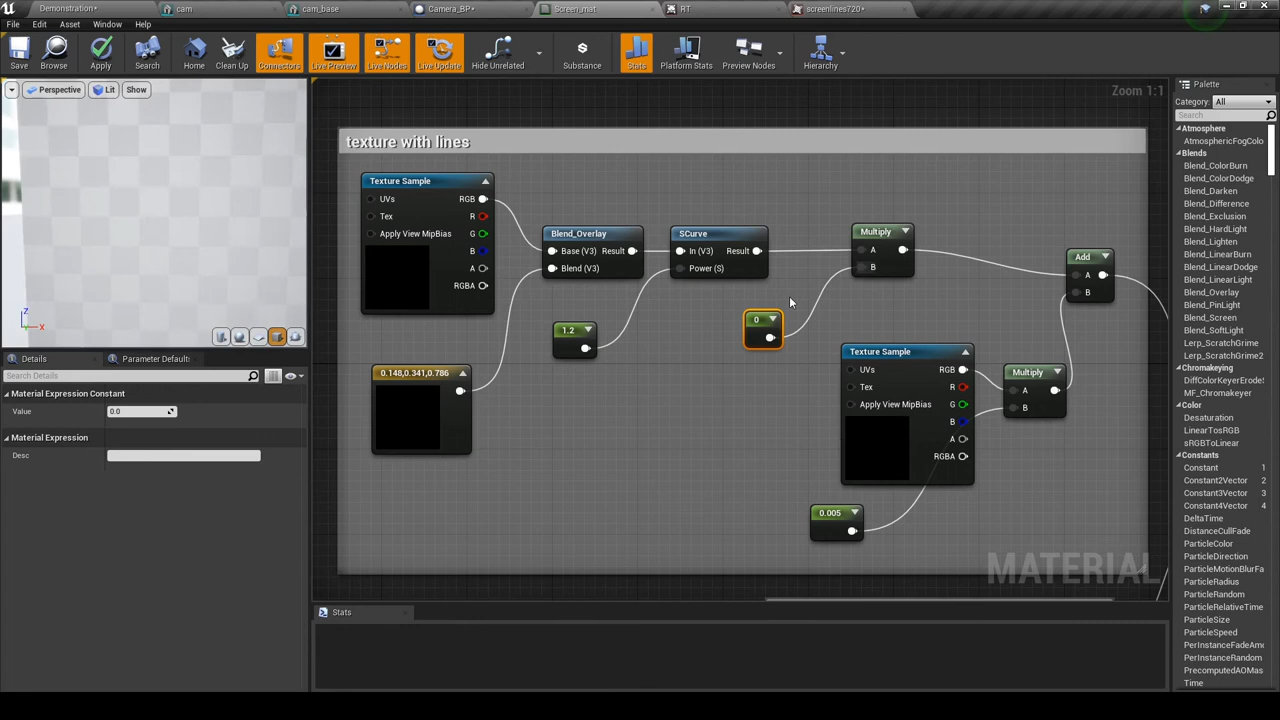 Demonstration*
cam
cam_base
Camera_BP*
Screen_mat
RT
screenlines720*
File Edit Asset Window Help
Save
Browse
Apply
Search
Home
Clean Up
Connectors
Live Preview
Live Nodes
Live Update
Hide Unrelated
Substance
Stats
Platform Stats
Preview Nodes
Hierarchy
Perspective
Lit
Show
Zoom 1:1
texture with lines
Texture Sample
UVs RGB
Tex R
Apply View MipBias G
B
A
RGBA
Blend_Overlay
Base (V3) Result
Blend (V3)
SCurve
In (V3) Result
Power (S)
Multiply
A
B
Add
A
B
1.2
0
0.148,0.341,0.786
Texture Sample
UVs RGB
Tex R
Apply View MipBias G
B
A
RGBA
Multiply
A
B
0.005
MATERIAL
Z
X
Details
Parameter Default:
Search Details
Material Expression Constant
Value 0.0
Material Expression
Desc
Stats
Palette
Category: All
Search
Atmosphere
AtmosphericFogColo
Blends
Blend_ColorBurn
Blend_ColorDodge
Blend_Darken
Blend_Difference
Blend_Exclusion
Blend_HardLight
Blend_Lighten
Blend_LinearBurn
Blend_LinearDodge
Blend_LinearLight
Blend_Overlay
Blend_PinLight
Blend_Screen
Blend_SoftLight
Lerp_ScratchGrime
Lerp_ScratchGrime2
Chromakeying
DiffColorKeyerErode
MF_Chromakeyer
Color
Desaturation
LinearTosRGB
sRGBToLinear
Constants
Constant 1
Constant2Vector 2
Constant3Vector 3
Constant4Vector 4
DeltaTime
DistanceCullFade
ParticleColor
ParticleDirection
ParticleMotionBlurFa
ParticleRadius
ParticleRandom
ParticleRelativeTime
ParticleSize
ParticleSpeed
PerInstanceFadeAmo
PerInstanceRandom
PrecomputedAOMas
Time